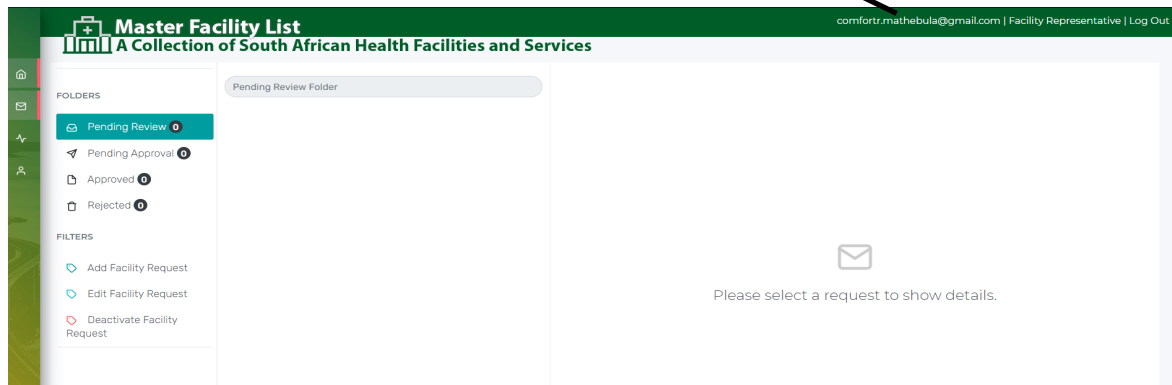 Master Facility List
A Collection of South African Health Facilities and Services
comfortr.mathebula@gmail.com | Facility Representative | Log Out
FOLDERS
Pending Review 0
Pending Approval 0
Approved 0
Rejected 0
FILTERS
Add Facility Request
Edit Facility Request
Deactivate Facility
Request
Pending Review Folder
Please select a request to show details.